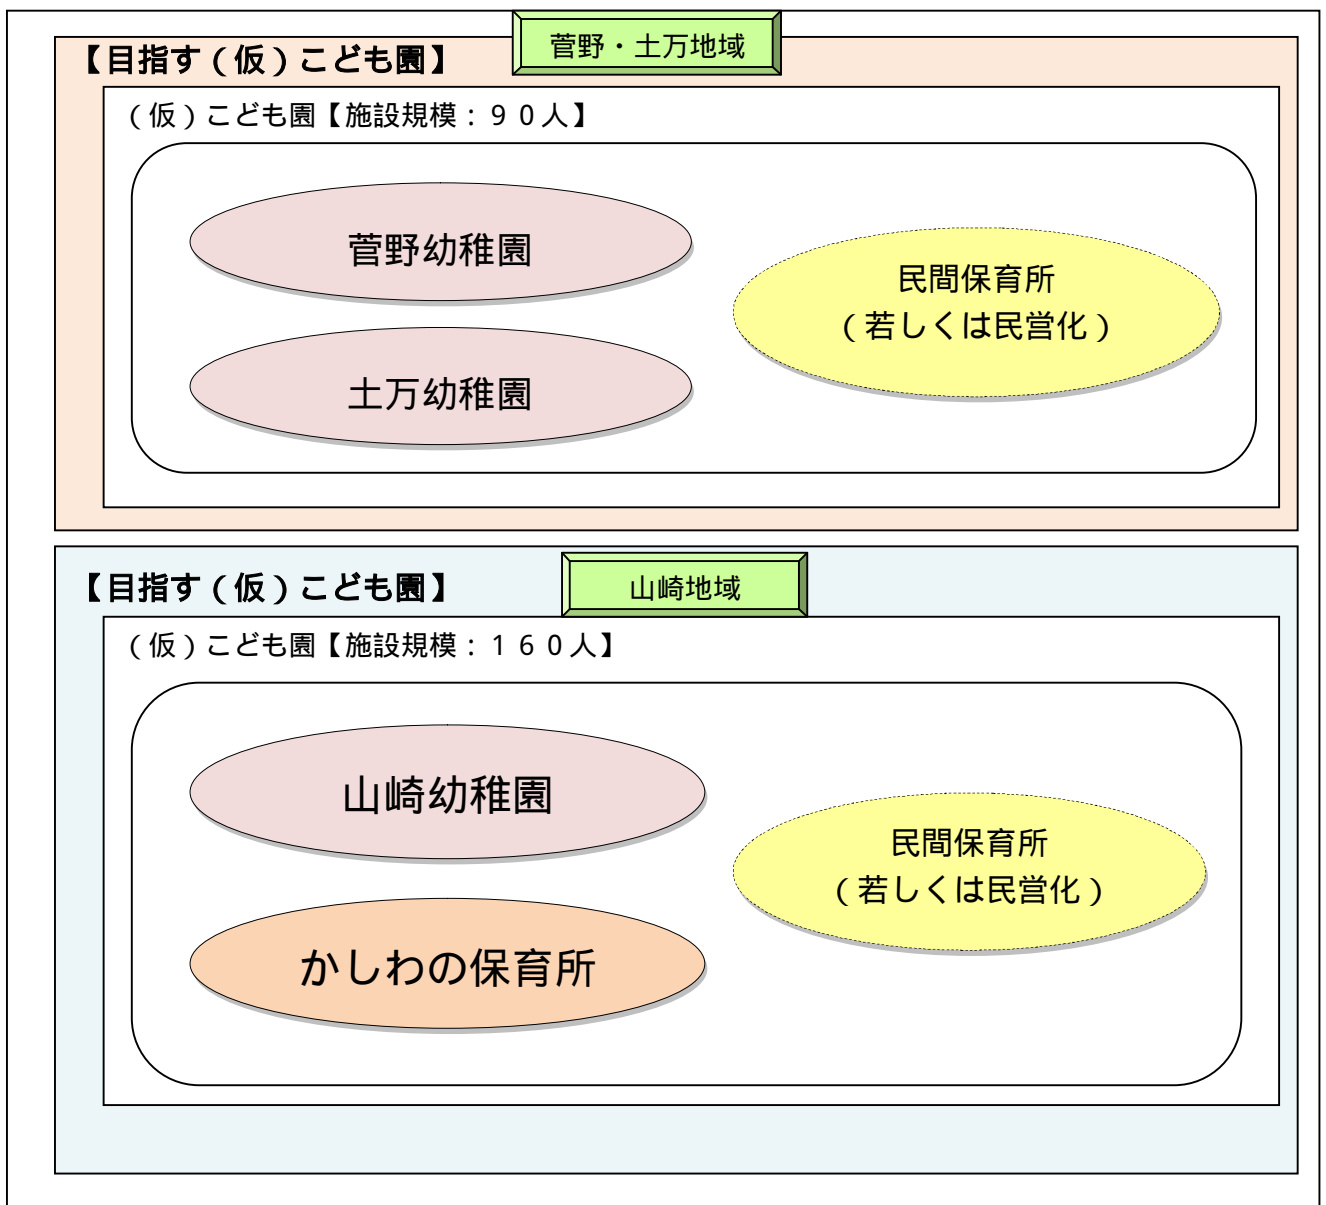 菅野・土万地域
【目指す（仮）こども園】
（仮）こども園【施設規模：９０人】
菅野幼稚園
民間保育所
（若しくは民営化）
土万幼稚園
山崎地域
【目指す（仮）こども園】
（仮）こども園【施設規模：１６０人】
山崎幼稚園
民間保育所
（若しくは民営化）
かしわの保育所